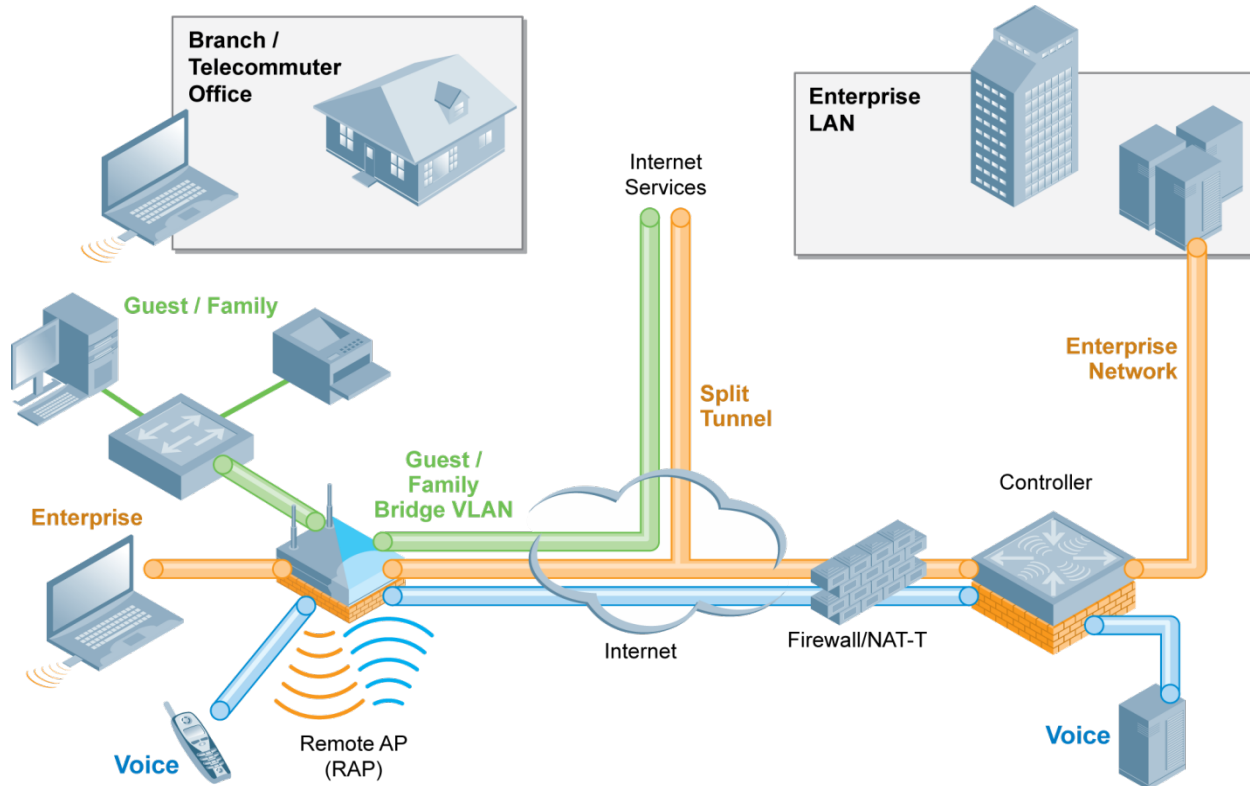 Branch /
Telecommuter
Office
Enterprise
LAN
Internet
Services
Guest / Family
Enterprise
Network
Split
Tunnel
Guest /
Family
Bridge VLAN
Controller
Enterprise
Internet
Firewall/NAT-T
Remote AP
(RAP)
Voice
Voice